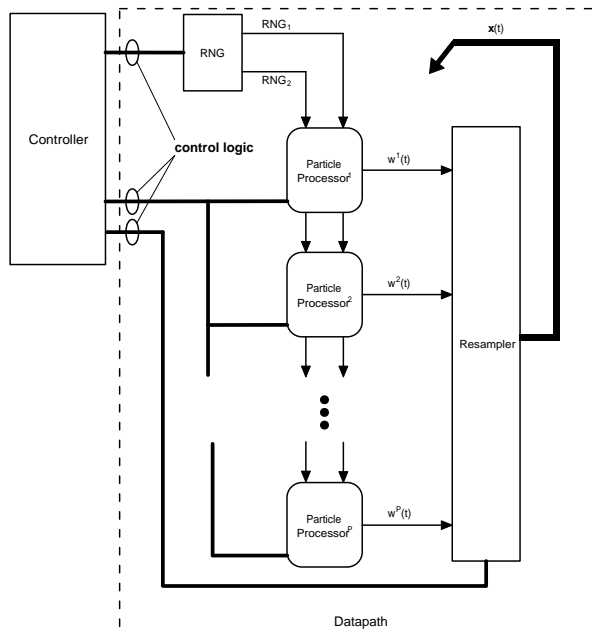 x(t)
RNG₁
RNG
RNG₂
Controller
control logic
Particle
Processor¹
w¹(t)
Particle
Processor²
w²(t)
Resampler
Particle
Processorᴾ
wᴾ(t)
Datapath